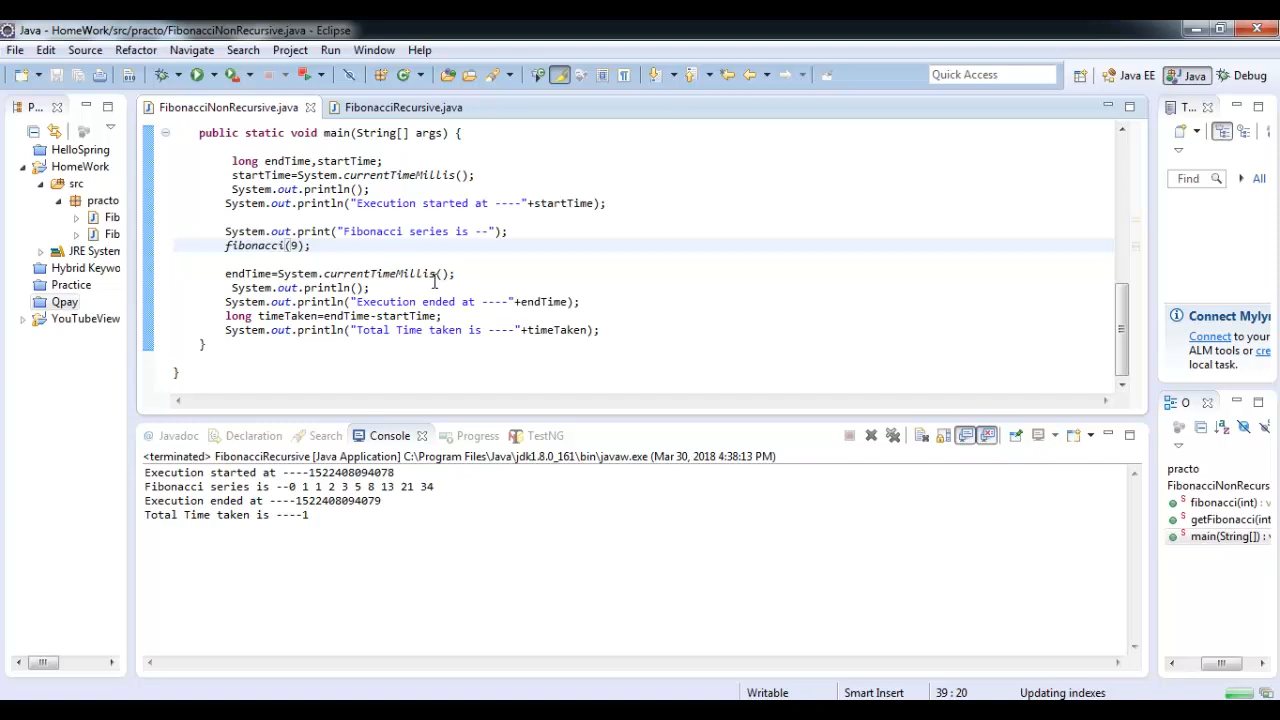 Java - HomeWork/src/practo/FibonacciNonRecursive.java - Eclipse
File Edit Source Refactor Navigate Search Project Run Window Help
Quick Access
Java EE
Java
Debug
P...
HelloSpring
HomeWork
src
practo
Fib
Fib
JRE System
Hybrid Keywo
Practice
Qpay
YouTubeView
FibonacciNonRecursive.java
FibonacciRecursive.java
public static void main(String[] args) {
long endTime,startTime;
startTime=System.currentTimeMillis();
System.out.println();
System.out.println("Execution started at ----"+startTime);
System.out.print("Fibonacci series is --");
fibonacci(9);
endTime=System.currentTimeMillis();
System.out.println();
System.out.println("Execution ended at ----"+endTime);
long timeTaken=endTime-startTime;
System.out.println("Total Time taken is ----"+timeTaken);
}
}
T...
Find
All
Connect Mylyn
Connect to your
ALM tools or cre
local task.
O
practo
FibonacciNonRecurs
fibonacci(int) : v
getFibonacci(int
main(String[]) : v
Javadoc Declaration Search Console Progress TestNG
<terminated> FibonacciRecursive [Java Application] C:\Program Files\Java\jdk1.8.0_161\bin\javaw.exe (Mar 30, 2018 4:38:13 PM)
Execution started at ----1522408094078
Fibonacci series is --0 1 1 2 3 5 8 13 21 34
Execution ended at ----1522408094079
Total Time taken is ----1
Writable
Smart Insert
39 : 20
Updating indexes